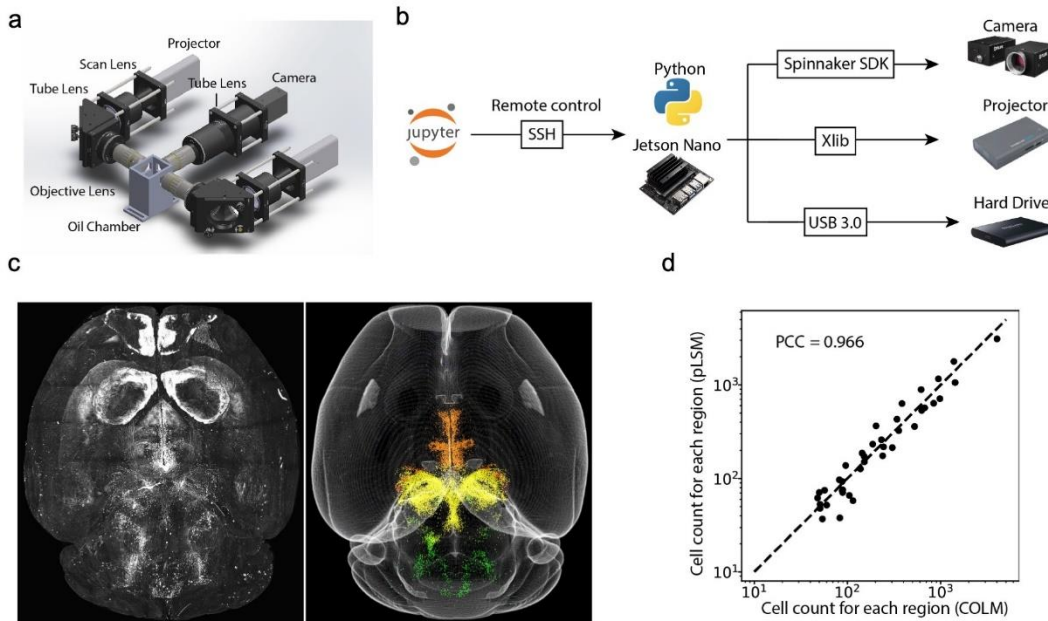 a
Projector
Scan Lens
Tube Lens
Camera
Tube Lens
Objective Lens
Oil Chamber
b
Camera
Python
Spinnaker SDK
Remote control
Projector
jupyter
SSH
Xlib
Jetson Nano
Hard Drive
USB 3.0
c
d
PCC = 0.966
Cell count for each region (pLSM)
10³
10²
10¹
10¹
10²
10³
Cell count for each region (COLM)